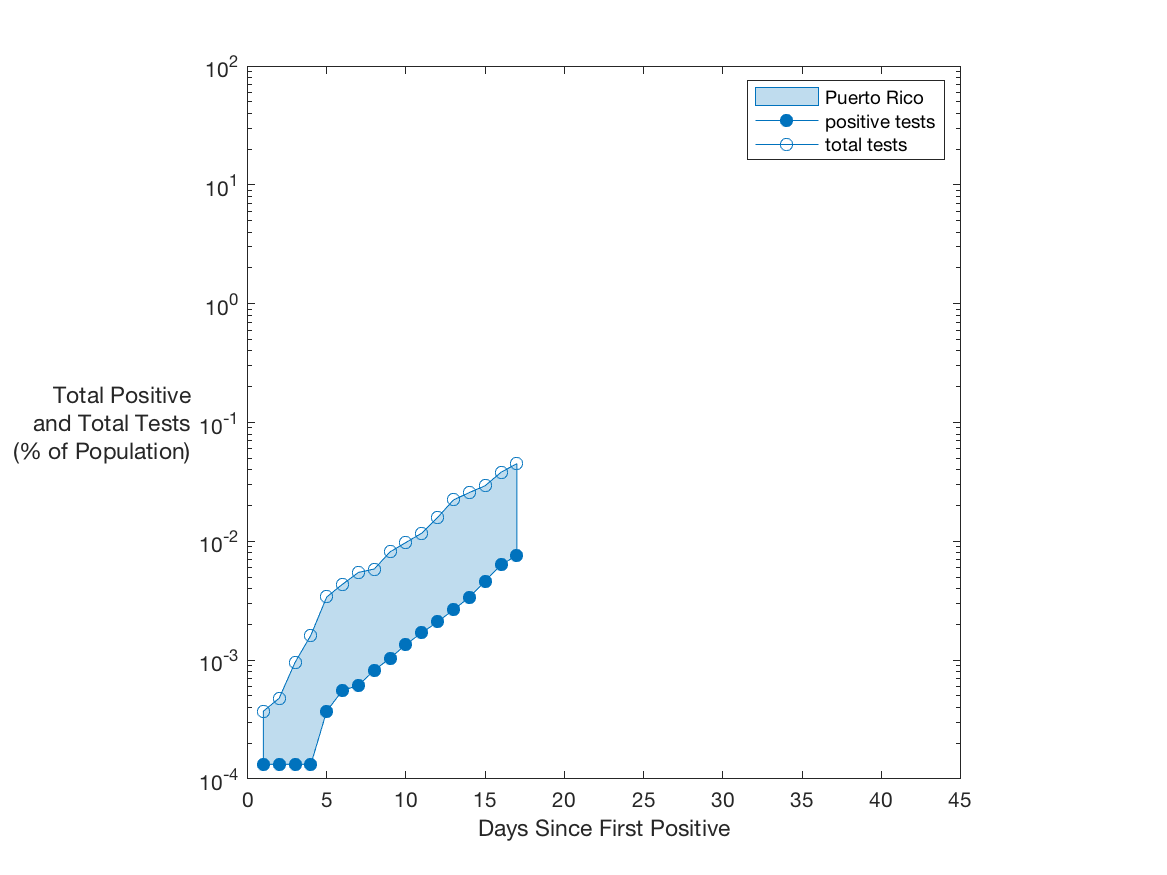 10^2
10^1
10^0
10^-1
10^-2
10^-3
10^-4
Total Positive
and Total Tests
(% of Population)
Puerto Rico
positive tests
total tests
0 5 10 15 20 25 30 35 40 45
Days Since First Positive